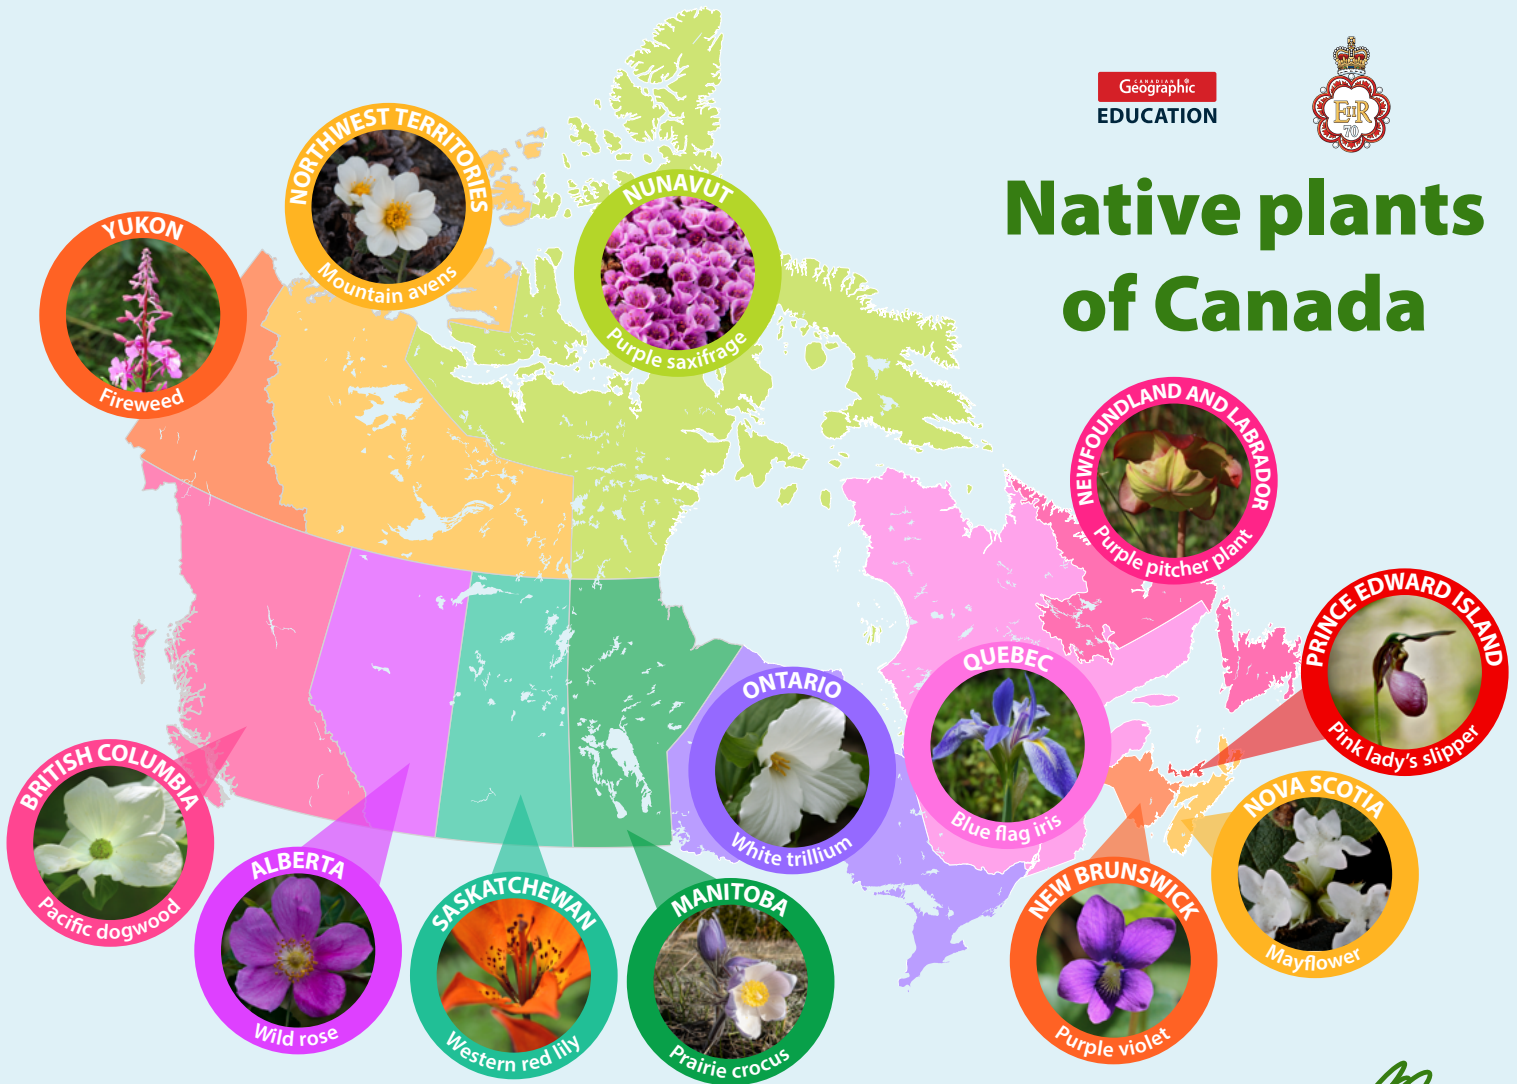 CANADIAN
Geographic
EDUCATION
EIIR
70
Native plants
of Canada
NORTHWEST TERRITORIES
Mountain avens
NUNAVUT
Purple saxifrage
YUKON
Fireweed
NEWFOUNDLAND AND LABRADOR
Purple pitcher plant
PRINCE EDWARD ISLAND
Pink lady's slipper
QUEBEC
Blue flag iris
ONTARIO
White trillium
BRITISH COLUMBIA
Pacific dogwood
NOVA SCOTIA
Mayflower
ALBERTA
Wild rose
SASKATCHEWAN
Western red lily
MANITOBA
Prairie crocus
NEW BRUNSWICK
Purple violet